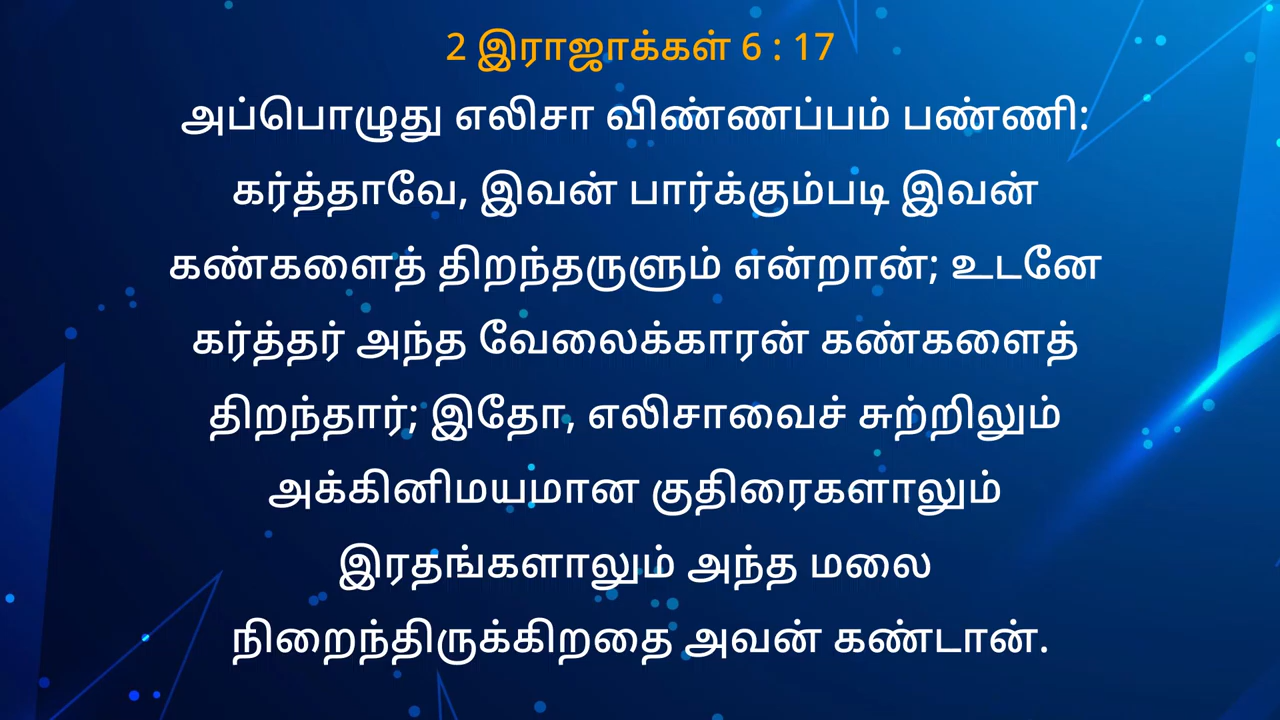 2 இராஜாக்கள் 6 : 17
அப்பொழுது எலிசா விண்ணப்பம் பண்ணி:
கர்த்தாவே, இவன் பார்க்கும்படி இவன்
கண்களைத் திறந்தருளும் என்றான்; உடனே
கர்த்தர் அந்த வேலைக்காரன் கண்களைத்
திறந்தார்; இதோ, எலிசாவைச் சுற்றிலும்
அக்கினிமயமான குதிரைகளாலும்
இரதங்களாலும் அந்த மலை
நிறைந்திருக்கிறதை அவன் கண்டான்.